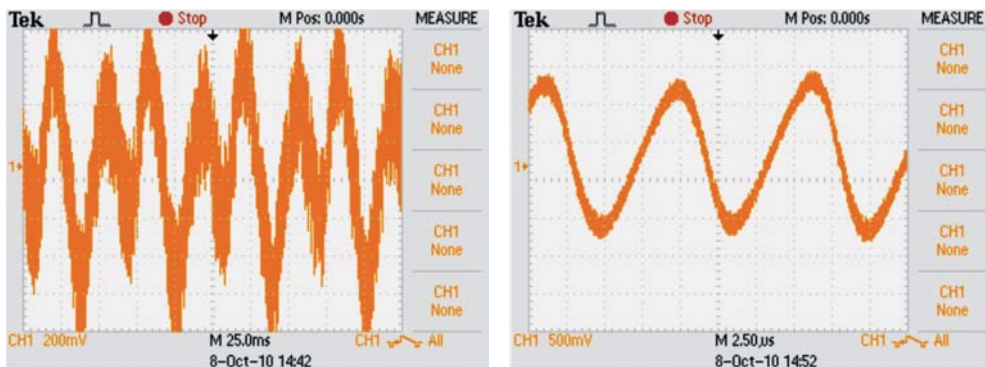 Tek Stop M Pos: 0.000s MEASURE
CH1
None
CH1
None
CH1
None
CH1
None
CH1
None
1
CH1 200mV M 25.0ms CH1 All
8-Oct-10 14:42
Tek Stop M Pos: 0.000s MEASURE
CH1
None
CH1
None
CH1
None
CH1
None
CH1
None
1
CH1 500mV M 2.50µs CH1 All
8-Oct-10 14:52